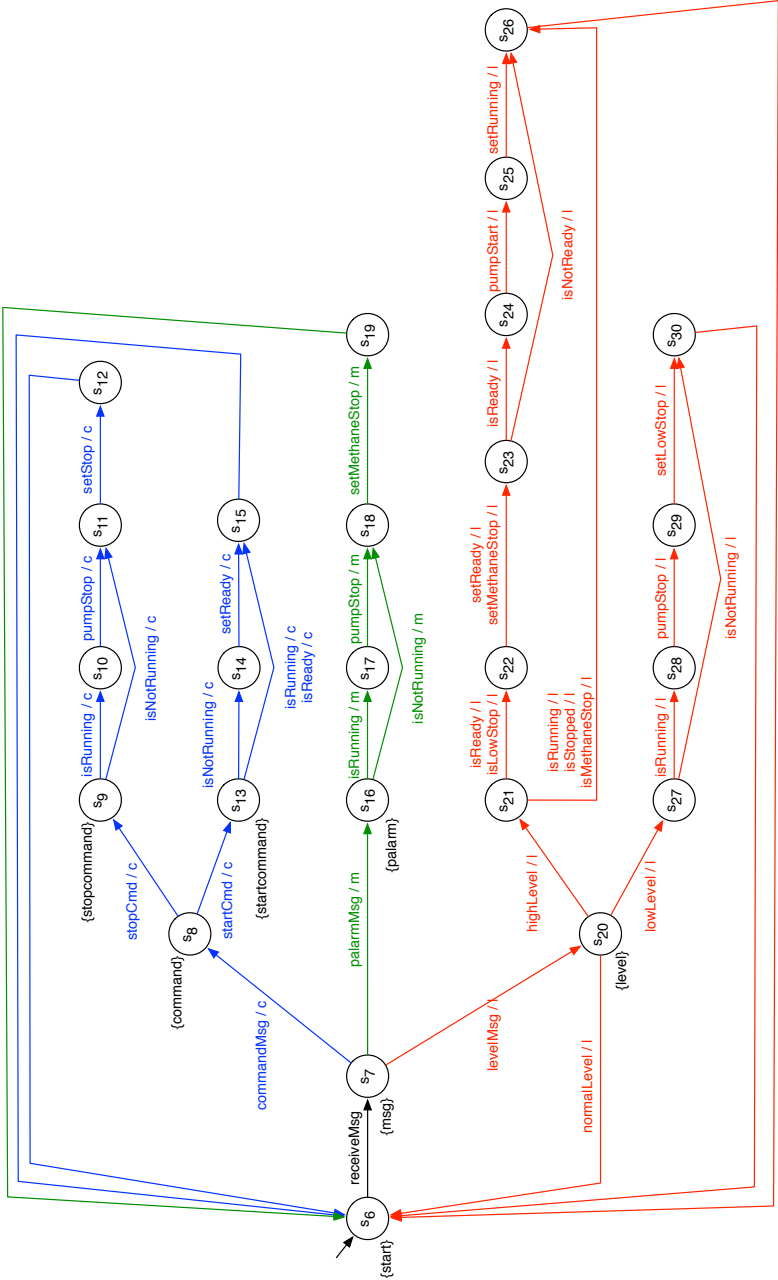 isRunning / c
pumpStop / c
setStop / c
s9
s10
s11
s12
{stopcommand}
stopCmd / c
isNotRunning / c
{command}
s8
isNotRunning / c
setReady / c
startCmd / c
s13
s14
s15
{startcommand}
commandMsg / c
isRunning / c
isReady / c
receiveMsg
palarmMsg / m
isRunning / m
pumpStop / m
setMethaneStop / m
s6
s7
s16
s17
s18
s19
{start}
{msg}
{palarm}
isNotRunning / m
isReady / l
isLowStop / l
setReady / l
setMethaneStop / l
isReady / l
pumpStart / l
setRunning / l
levelMsg / l
s21
s22
s23
s24
s25
s26
highLevel / l
isRunning / l
isStopped / l
isMethaneStop / l
isNotReady / l
normalLevel / l
s20
{level}
lowLevel / l
isRunning / l
pumpStop / l
setLowStop / l
s27
s28
s29
s30
isNotRunning / l